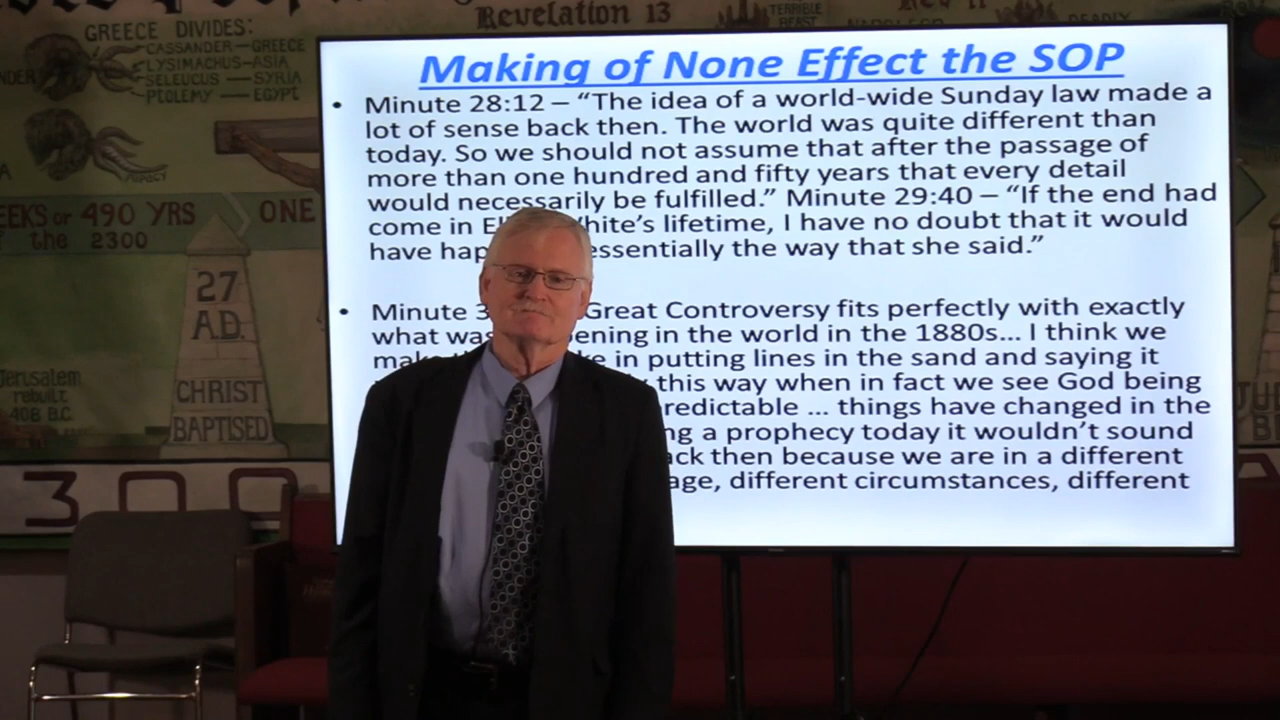 Revelation 13
TERRIBLE
BEAST
DEADLY
GREECE DIVIDES:
CASSANDER — GREECE
LYSIMACHUS-ASIA
SELEUCUS — SYRIA
PTOLEMY — EGYPT
490 YRS
ONE
the 2300
27
A.D.
CHRIST
BAPTISED
Jerusalem
rebuilt
408 B.C.
300
Making of None Effect the SOP
• Minute 28:12 – “The idea of a world-wide Sunday law made a
lot of sense back then. The world was quite different than
today. So we should not assume that after the passage of
more than one hundred and fifty years that every detail
would necessarily be fulfilled.” Minute 29:40 – “If the end had
come in White’s lifetime, I have no doubt that it would
have essentially the way that she said.”
• Minute Great Controversy fits perfectly with exactly
what was in the world in the 1880s... I think we
in putting lines in the sand and saying it
this way when in fact we see God being
... things have changed in the
a prophecy today it wouldn’t sound
then because we are in a different
different circumstances, different